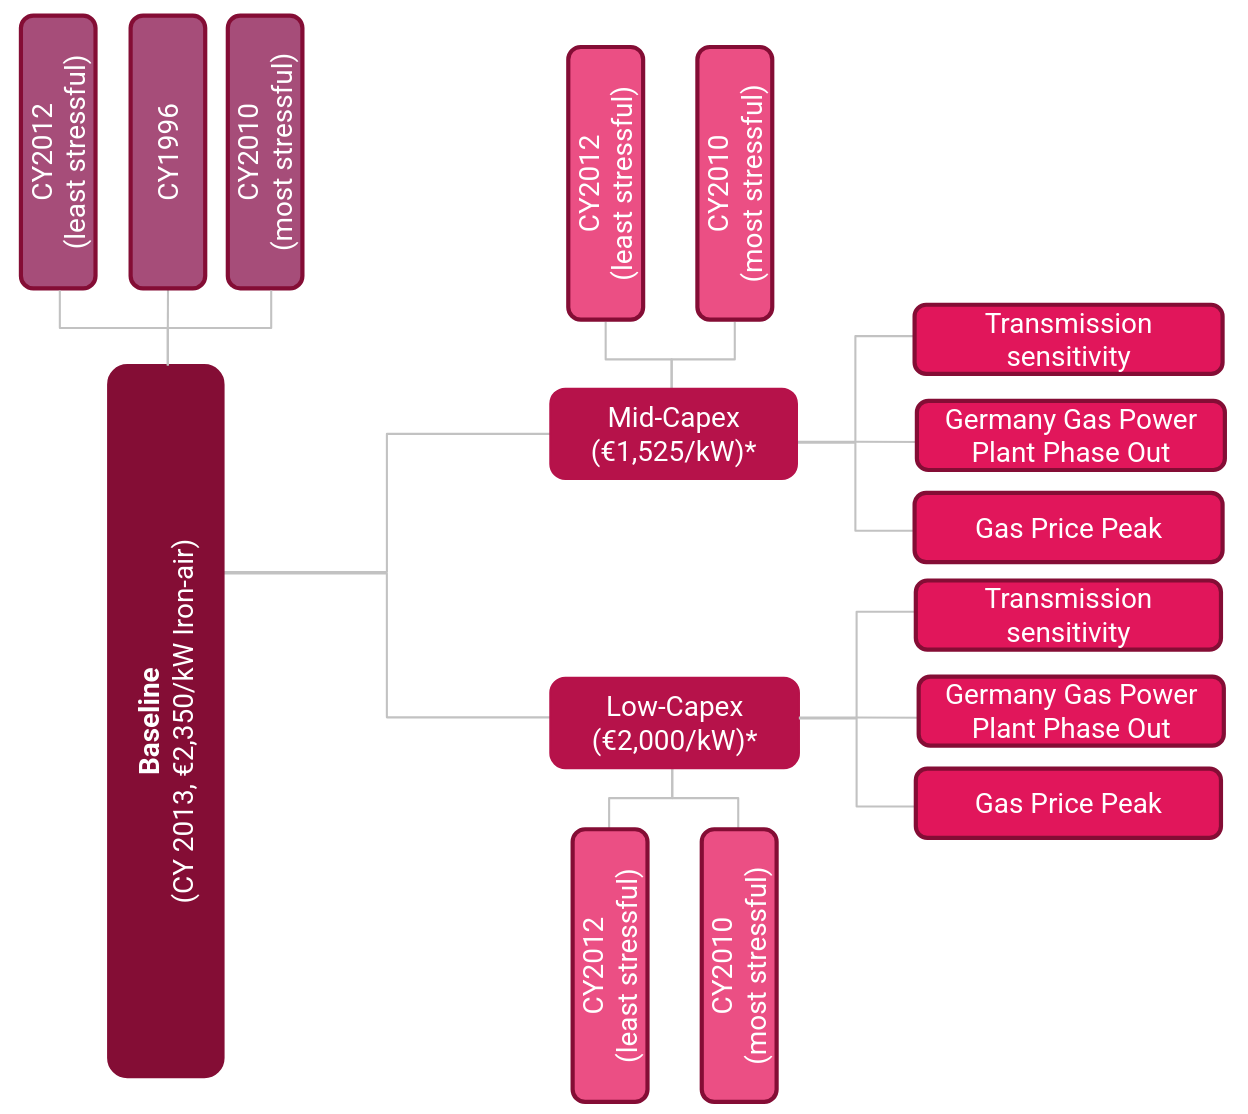 CY2012
(least stressful)
CY1996
CY2010
(most stressful)
CY2012
(least stressful)
CY2010
(most stressful)
Baseline
(CY 2013, €2,350/kW Iron-air)
Mid-Capex
(€1,525/kW)*
Transmission
sensitivity
Germany Gas Power
Plant Phase Out
Gas Price Peak
Low-Capex
(€2,000/kW)*
Transmission
sensitivity
Germany Gas Power
Plant Phase Out
Gas Price Peak
CY2012
(least stressful)
CY2010
(most stressful)